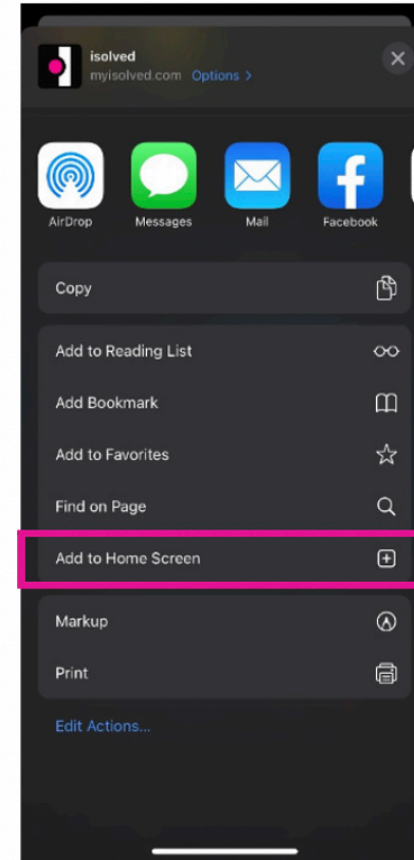 isolved
myisolved.com Options >
AirDrop Messages Mail Facebook
Copy
Add to Reading List
Add Bookmark
Add to Favorites
Find on Page
Add to Home Screen
Markup
Print
Edit Actions...